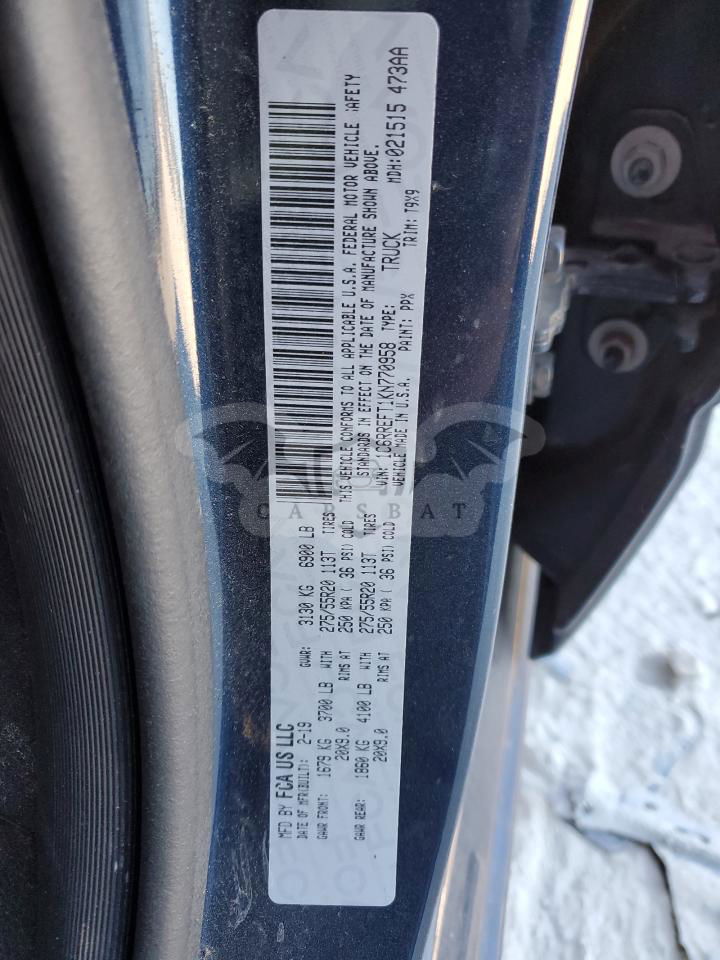 MFD BY FCA US LLC
DATE OF MFR(BUILT): 2-19 GVWR: 3130 KG 6900 LB
GAWR FRONT: 1679 KG 3700 LB WITH 275/55R20 113T TIRES
20X9.0 RIMS AT 250 KPA ( 36 PSI) COLD
GAWR REAR: 1860 KG 4100 LB WITH 275/55R20 113T TIRES
20X9.0 RIMS AT 250 KPA ( 36 PSI) COLD
THIS VEHICLE CONFORMS TO ALL APPLICABLE U.S.A. FEDERAL MOTOR VEHICLE SAFETY
STANDARDS IN EFFECT ON THE DATE OF MANUFACTURE SHOWN ABOVE.
VIN: 1C6RREFT1KN770958 TYPE: TRUCK MDH:021515 473AA
VEHICLE MADE IN U.S.A. PAINT: PPX TRIM: T9X9
CARSBAT